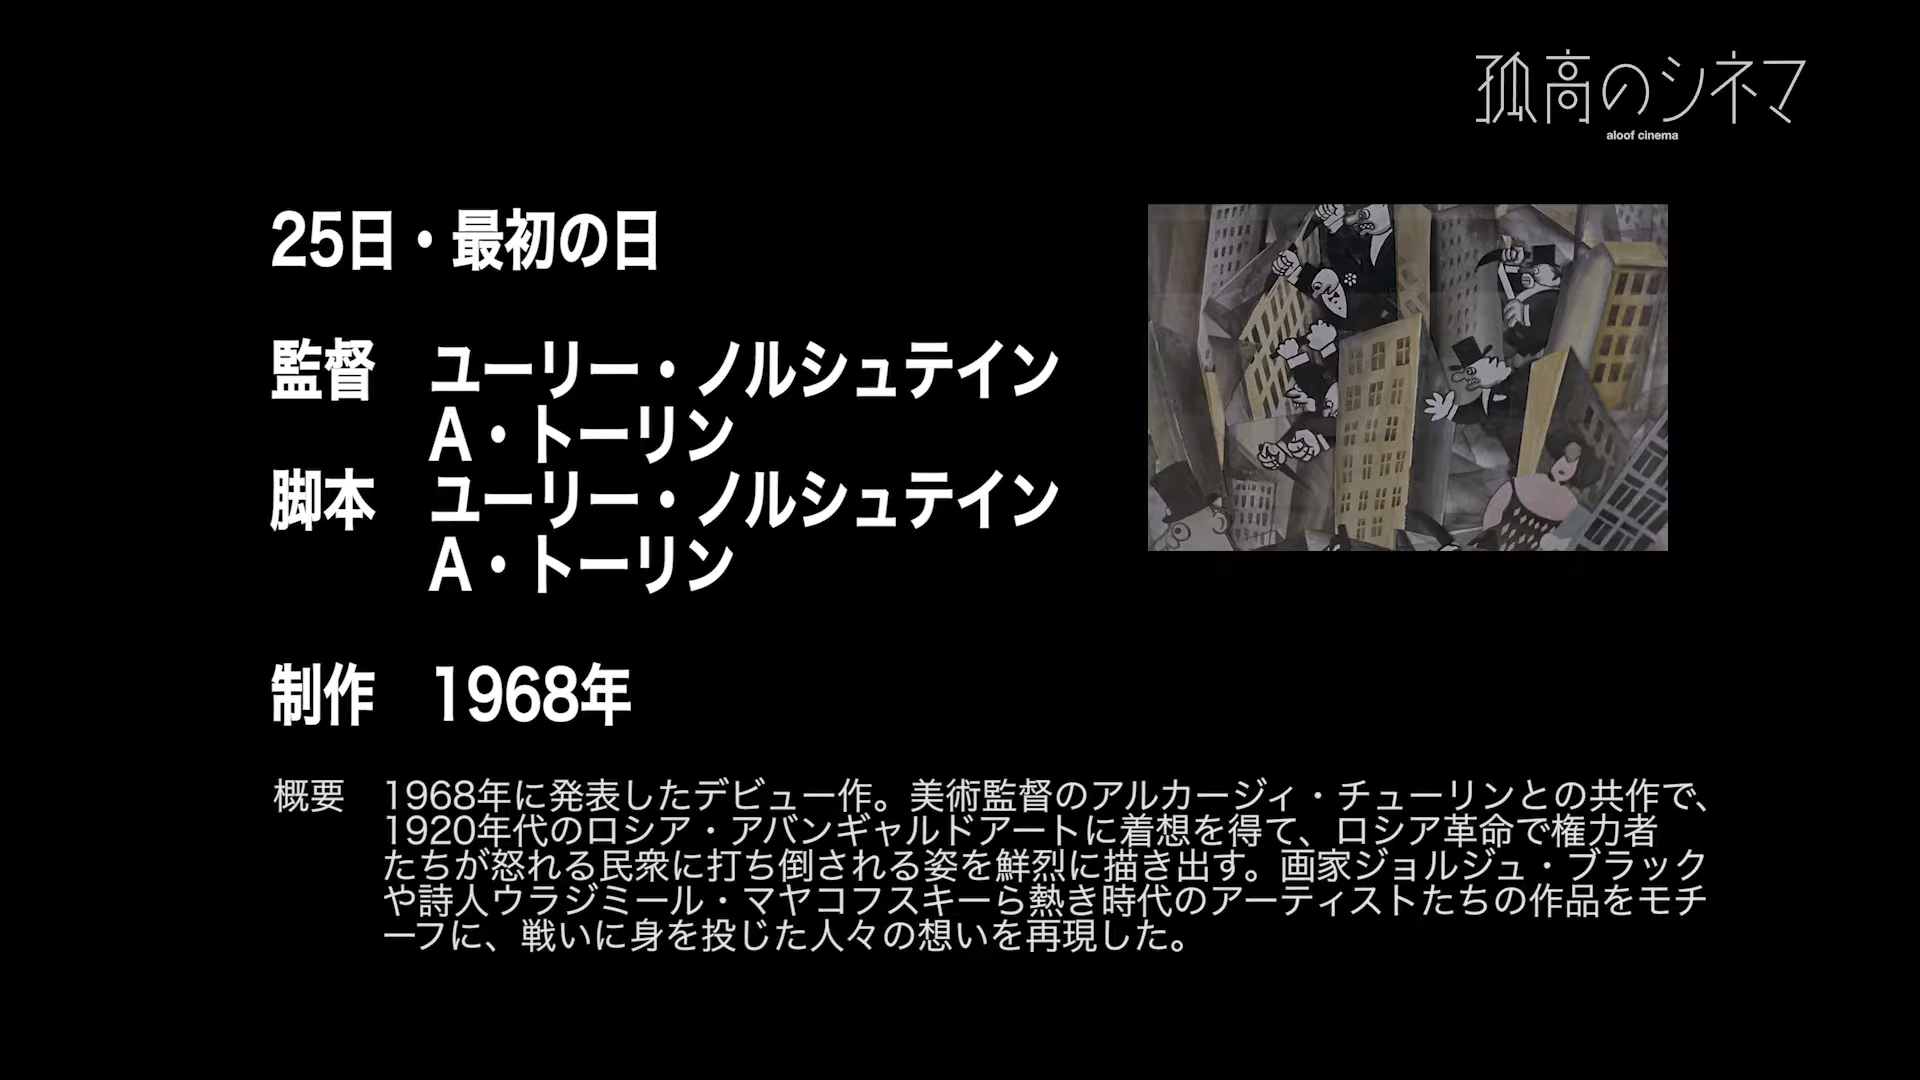 孤高のシネマ
aloof cinema
25日・最初の日
監督 ユーリー・ノルシュテイン
A・トーリン
脚本 ユーリー・ノルシュテイン
A・トーリン
制作 1968年
概要 1968年に発表したデビュー作。美術監督のアルカージィ・チューリンとの共作で、
1920年代のロシア・アバンギャルドアートに着想を得て、ロシア革命で権力者
たちが怒れる民衆に打ち倒される姿を鮮烈に描き出す。画家ジョルジュ・ブラック
や詩人ウラジミール・マヤコフスキーら熱き時代のアーティストたちの作品をモチ
ーフに、戦いに身を投じた人々の想いを再現した。